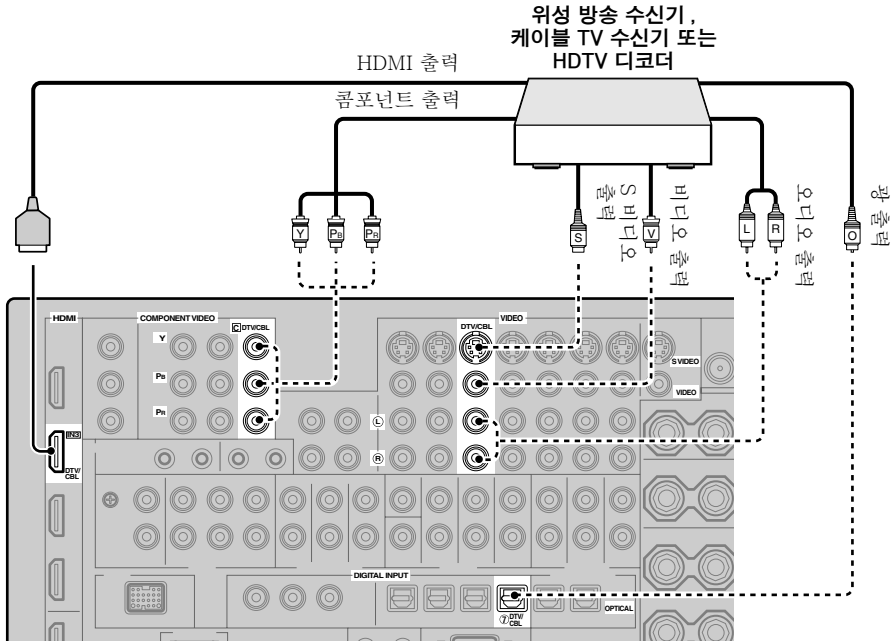 위성 방송 수신기 ,
케이블 TV 수신기 또는
HDTV 디코더
HDMI 출력
콤포넌트 출력
S 비디오
출력
비디오 출력
오디오 출력
광 출력
Y
PB
PR
S
V
L
R
O
HDMI
COMPONENT VIDEO
VIDEO
C DTV/CBL
DTV/CBL
Y
PB
PR
S VIDEO
VIDEO
L
R
IN3
DTV/
CBL
DIGITAL INPUT
⑦ DTV/
CBL
OPTICAL